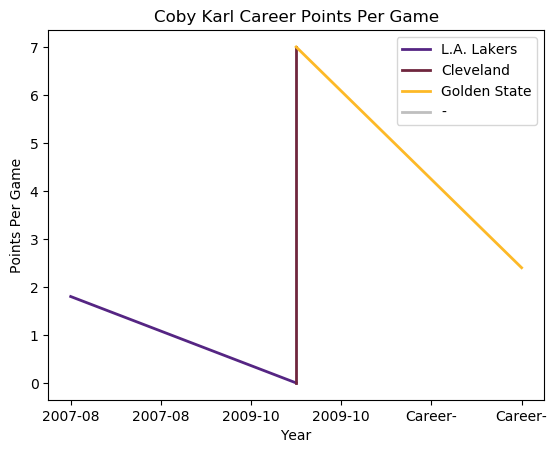 Coby Karl Career Points Per Game
L.A. Lakers
Cleveland
Golden State
-
Points Per Game
7
6
5
4
3
2
1
0
2007-08 2007-08 2009-10 2009-10 Career- Career-
Year